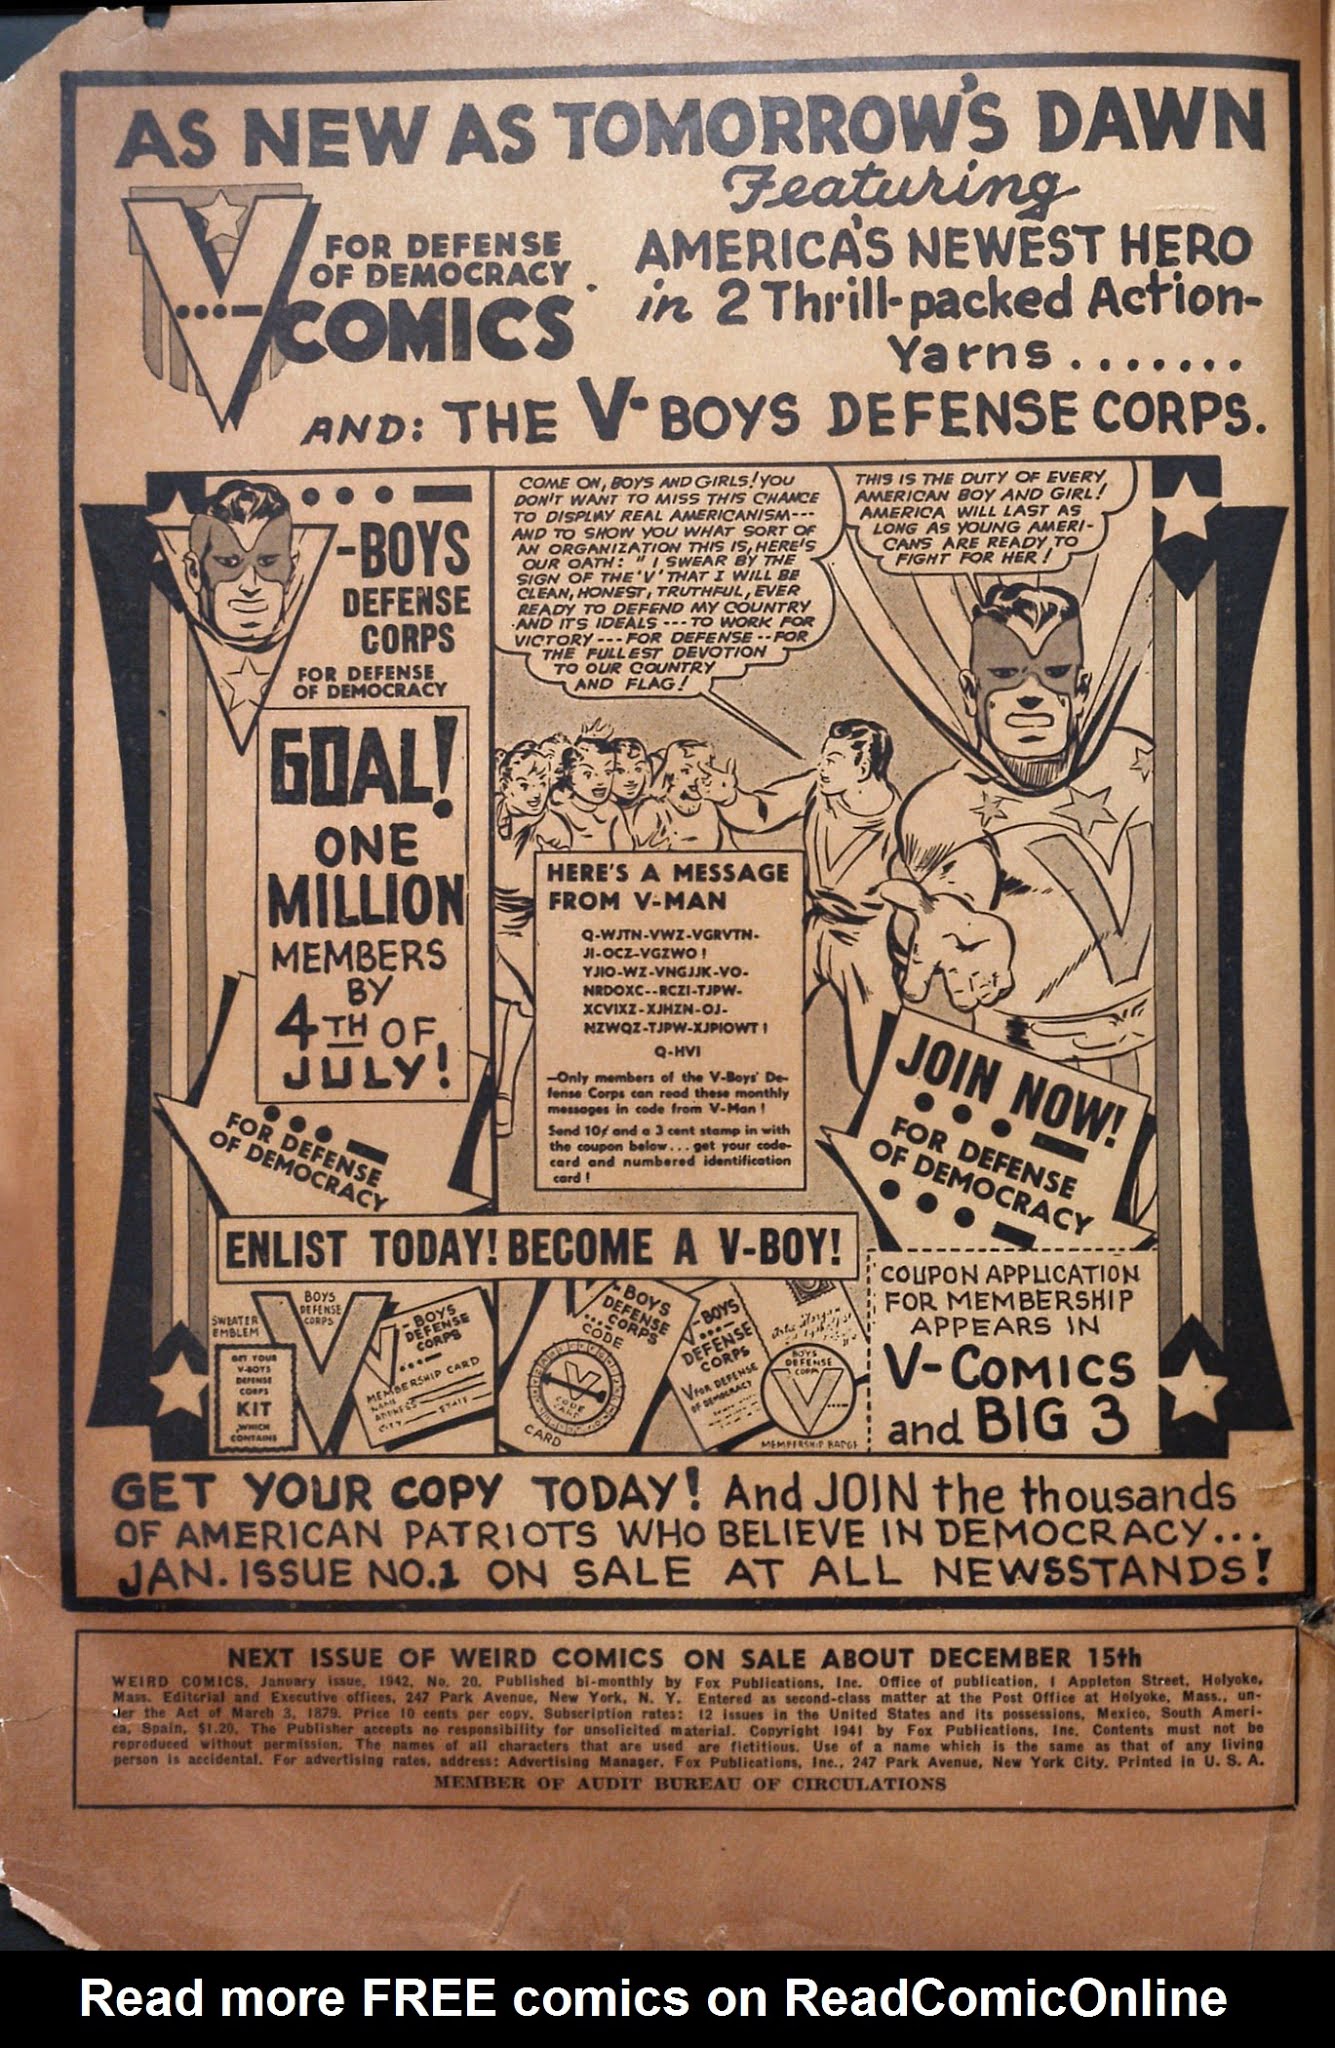 AS NEW AS TOMORROW'S DAWN
Featuring
V FOR DEFENSE
OF DEMOCRACY
COMICS
AMERICA'S NEWEST HERO
in 2 Thrill-packed Action-
Yarns.......
AND: THE V-BOYS DEFENSE CORPS.
-BOYS
DEFENSE
CORPS
FOR DEFENSE
OF DEMOCRACY
GOAL!
ONE
MILLION
MEMBERS
BY
4TH OF
JULY!
FOR DEFENSE
OF DEMOCRACY
COME ON, BOYS AND GIRLS! YOU
DON'T WANT TO MISS THIS CHANCE
TO DISPLAY REAL AMERICANISM---
AND TO SHOW YOU WHAT SORT OF
AN ORGANIZATION THIS IS, HERE'S
OUR OATH: "I SWEAR BY THE
SIGN OF THE 'V' THAT I WILL BE
CLEAN, HONEST, TRUTHFUL, EVER
READY TO DEFEND MY COUNTRY
AND ITS IDEALS ---TO WORK FOR
VICTORY---FOR DEFENSE--FOR
THE FULLEST DEVOTION
TO OUR COUNTRY
AND FLAG!
THIS IS THE DUTY OF EVERY
AMERICAN BOY AND GIRL!
AMERICA WILL LAST AS
LONG AS YOUNG AMERI-
CANS ARE READY TO
FIGHT FOR HER!
HERE'S A MESSAGE
FROM V-MAN
Q-WJTN-VWZ-VGRVTN-
JI-OCZ-VGZWO!
YJIO-WZ-VNGJJK-VO-
NRDOXC--RCZI-TJPW-
XCVIXZ-XJHZN-OJ-
NZWQZ-TJPW-XJPIOWT!
Q-HVI
—Only members of the V-Boys' De-
fense Corps can read these monthly
messages in code from V-Man!
Send 10¢ and a 3 cent stamp in with
the coupon below...get your code-
card and numbered identification
card!
JOIN NOW!
FOR DEFENSE
OF DEMOCRACY
ENLIST TODAY! BECOME A V-BOY!
SWEATER
EMBLEM
GET YOUR
V-BOYS
DEFENSE
CORPS
KIT
WHICH
CONTAINS
BOYS
DEFENSE
CORPS
-BOYS
DEFENSE
CORPS
MEMBERSHIP CARD
NAME
ADDRESS
CITY STATE
-BOYS
DEFENSE
CORPS
CODE
V
CODE
CARD
CARD
V-BOYS
DEFENSE
CORPS
V FOR DEFENSE
OF DEMOCRACY
BOYS
DEFENSE
CORPS
V
MEMBERSHIP BADGE
COUPON APPLICATION
FOR MEMBERSHIP
APPEARS IN
V-COMICS
and BIG 3
GET YOUR COPY TODAY! And JOIN the thousands
OF AMERICAN PATRIOTS WHO BELIEVE IN DEMOCRACY...
JAN. ISSUE NO.1 ON SALE AT ALL NEWSSTANDS!
NEXT ISSUE OF WEIRD COMICS ON SALE ABOUT DECEMBER 15th
WEIRD COMICS, January issue, 1942, No. 20. Published bi-monthly by Fox Publications, Inc. Office of publication, 1 Appleton Street, Holyoke,
Mass. Editorial and Executive offices, 247 Park Avenue, New York, N. Y. Entered as second-class matter at the Post Office at Holyoke, Mass., un-
der the Act of March 3, 1879. Price 10 cents per copy. Subscription rates: 12 issues in the United States and its possessions, Mexico, South Ameri-
ca, Spain, $1.20. The Publisher accepts no responsibility for unsolicited material. Copyright 1941 by Fox Publications, Inc. Contents must not be
reproduced without permission. The names of all characters that are used are fictitious. Use of a name which is the same as that of any living
person is accidental. For advertising rates, address: Advertising Manager, Fox Publications, Inc., 247 Park Avenue, New York City. Printed in U. S. A.
MEMBER OF AUDIT BUREAU OF CIRCULATIONS
Read more FREE comics on ReadComicOnline